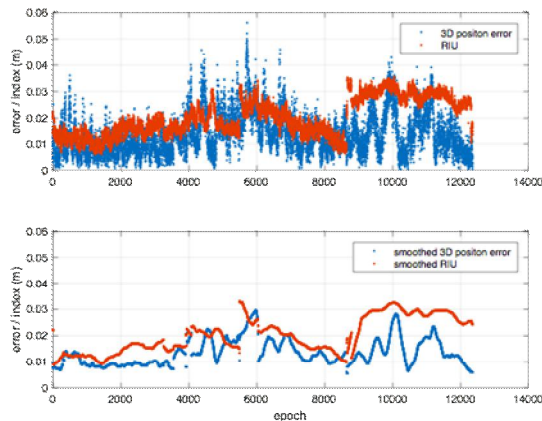 0.06
0.05
0.04
0.03
0.02
0.01
0
error / index (m)
3D positon error
RIU
0 2000 4000 6000 8000 10000 12000 14000
0.06
0.05
0.04
0.03
0.02
0.01
0
error / index (m)
smoothed 3D positon error
smoothed RIU
0 2000 4000 6000 8000 10000 12000 14000
epoch